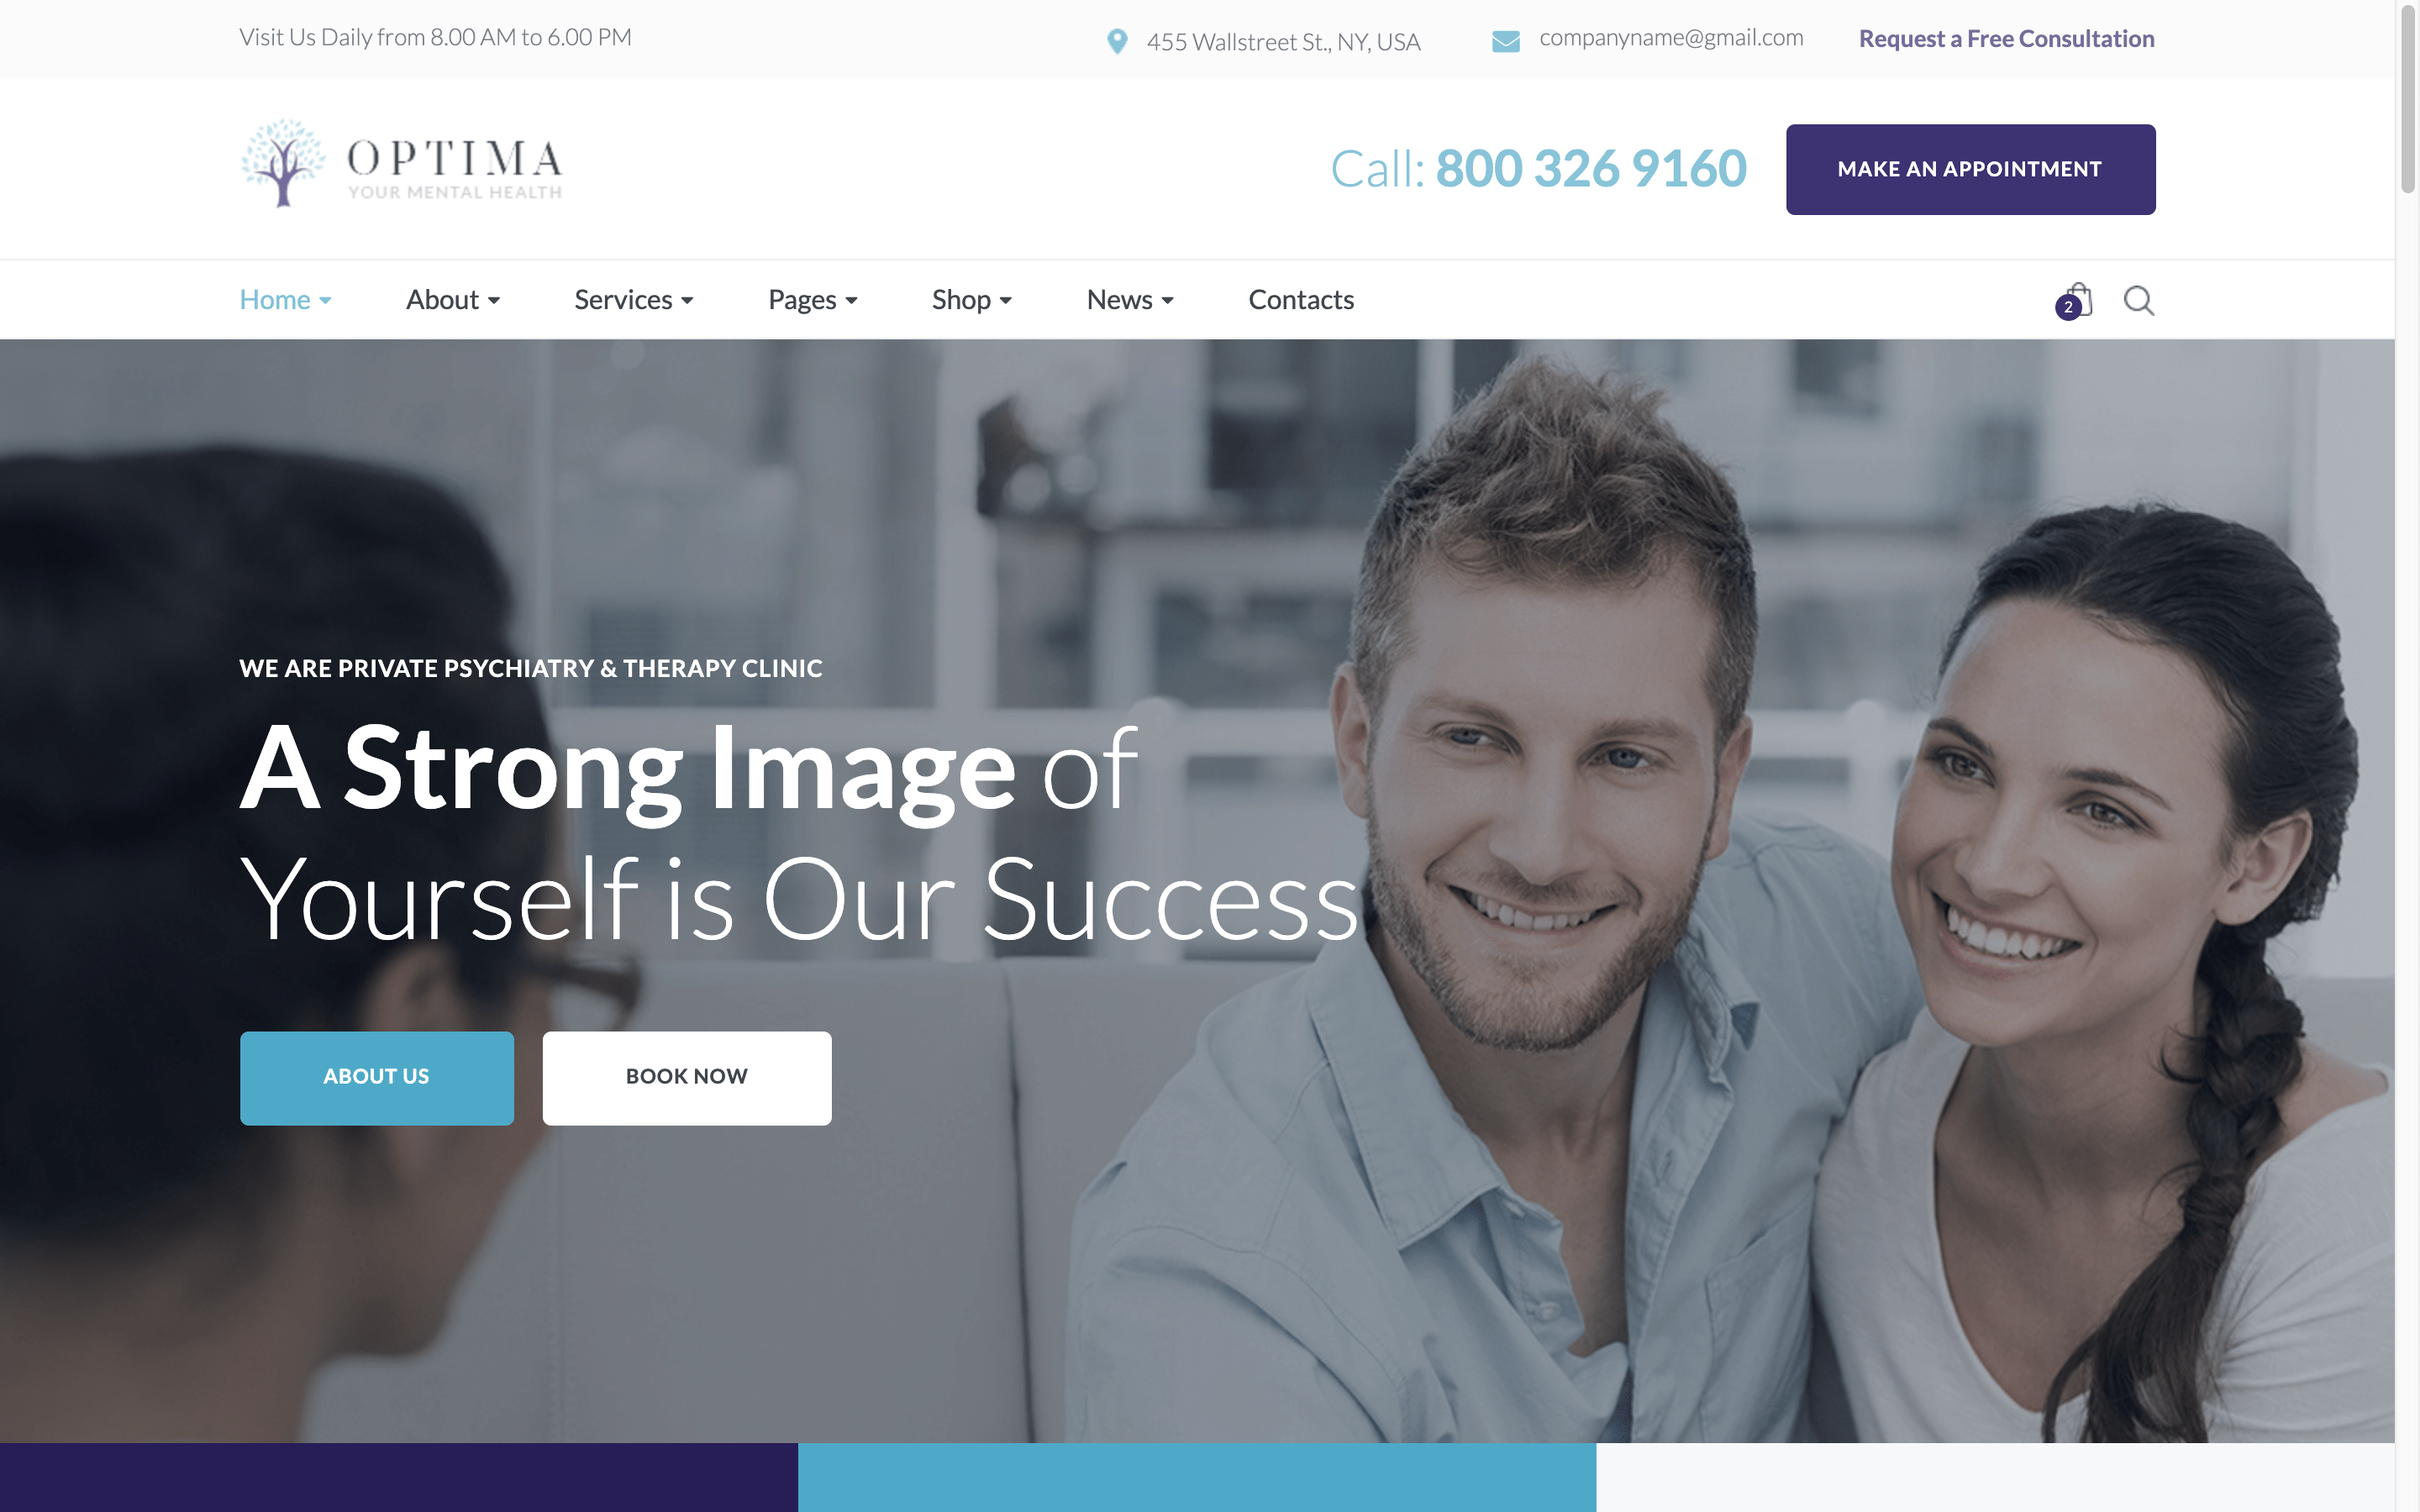 Visit Us Daily from 8.00 AM to 6.00 PM
455 Wallstreet St., NY, USA
companyname@gmail.com
Request a Free Consultation
OPTIMA
YOUR MENTAL HEALTH
Call: 800 326 9160
MAKE AN APPOINTMENT
Home
About
Services
Pages
Shop
News
Contacts
2
WE ARE PRIVATE PSYCHIATRY & THERAPY CLINIC
A Strong Image of
Yourself is Our Success
ABOUT US
BOOK NOW